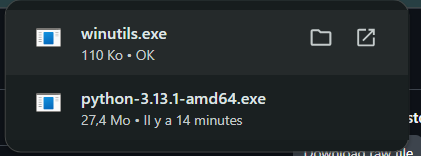 winutils.exe
110 Ko • OK
python-3.13.1-amd64.exe
27,4 Mo • Il y a 14 minutes
Download raw file